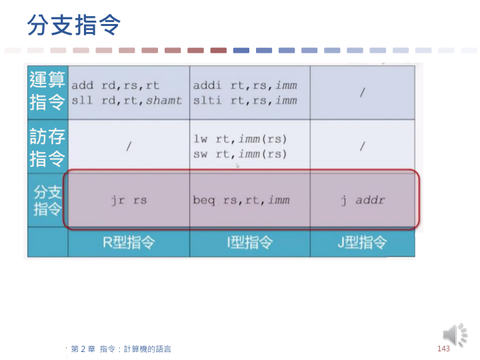 分支指令
運算 add rd,rs,rt addi rt,rs,imm /
指令 sll rd,rt,shamt slti rt,rs,imm
訪存 / lw rt,imm(rs) /
指令 sw rt,imm(rs)
分支 jr rs beq rs,rt,imm j addr
指令
R型指令 I型指令 J型指令
第 2 章 指令：計算機的語言
143